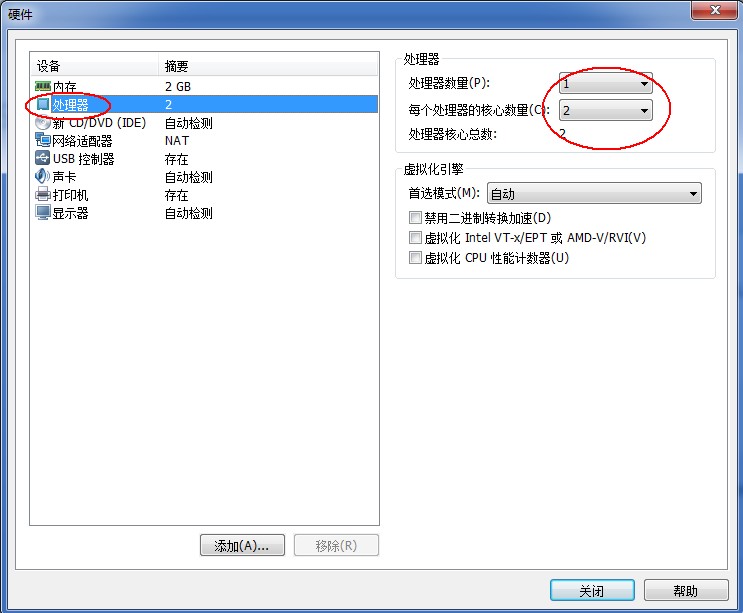 硬件
设备 摘要
内存 2 GB
处理器 2
新 CD/DVD (IDE) 自动检测
网络适配器 NAT
USB 控制器 存在
声卡 自动检测
打印机 存在
显示器 自动检测
添加(A)... 移除(R)
处理器
处理器数量(P): 1
每个处理器的核心数量(C): 2
处理器核心总数: 2
虚拟化引擎
首选模式(M): 自动
禁用二进制转换加速(D)
虚拟化 Intel VT-x/EPT 或 AMD-V/RVI(V)
虚拟化 CPU 性能计数器(U)
关闭 帮助